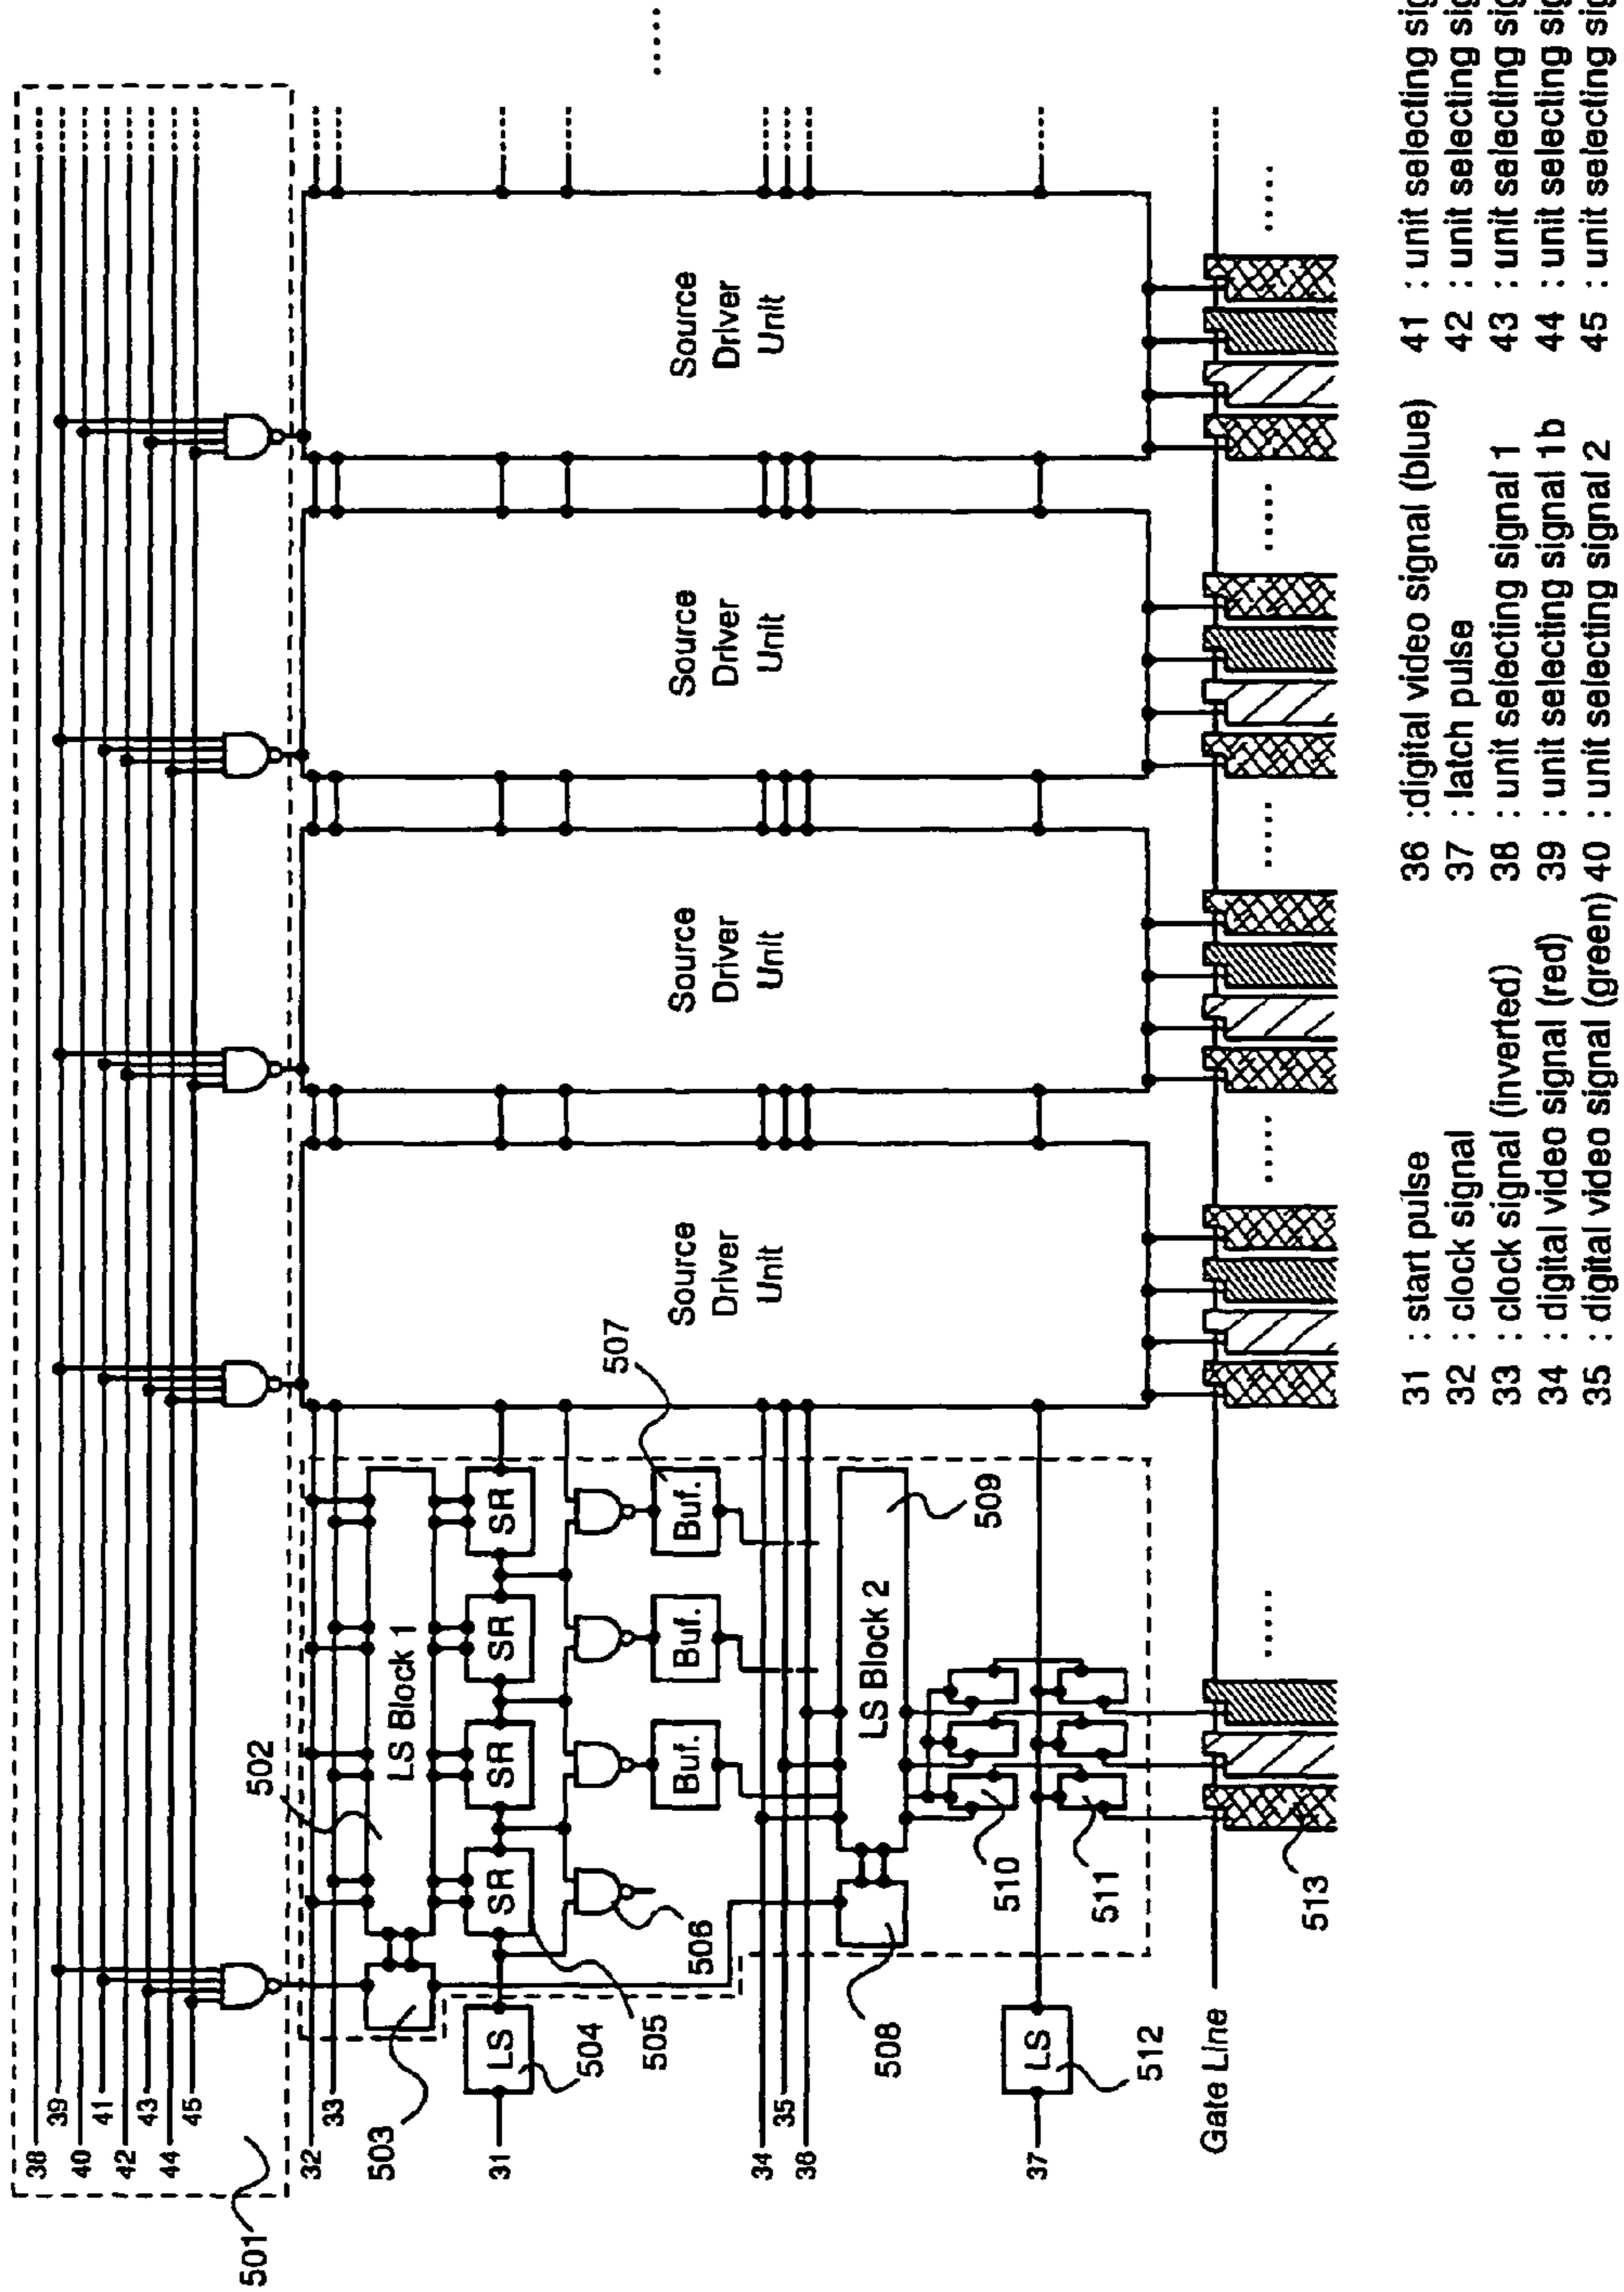 38
39
40
41
42
43
44
45
501
32
33
503
502
LS Block 1
31
LS
504
505
SR
SR
SR
SR
506
Buf.
Buf.
Buf.
507
34
35
36
508
LS Block 2
509
510
511
37
LS
512
Gate Line
513
Source
Driver
Unit
Source
Driver
Unit
Source
Driver
Unit
Source
Driver
Unit
31 : start pulse
32 : clock signal
33 : clock signal (inverted)
34 : digital video signal (red)
35 : digital video signal (green)
36 :digital video signal (blue)
37 : latch pulse
38 : unit selecting signal 1
39 : unit selecting signal 1b
40 : unit selecting signal 2
41 : unit selecting
42 : unit selecting
43 : unit selecting
44 : unit selecting
45 : unit selecting